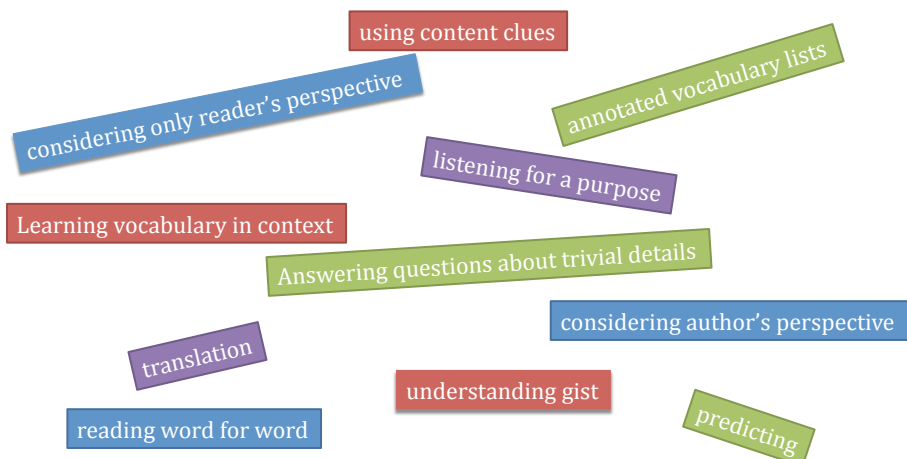 using content clues
considering only reader's perspective
annotated vocabulary lists
listening for a purpose
Learning vocabulary in context
Answering questions about trivial details
considering author's perspective
translation
understanding gist
reading word for word
predicting